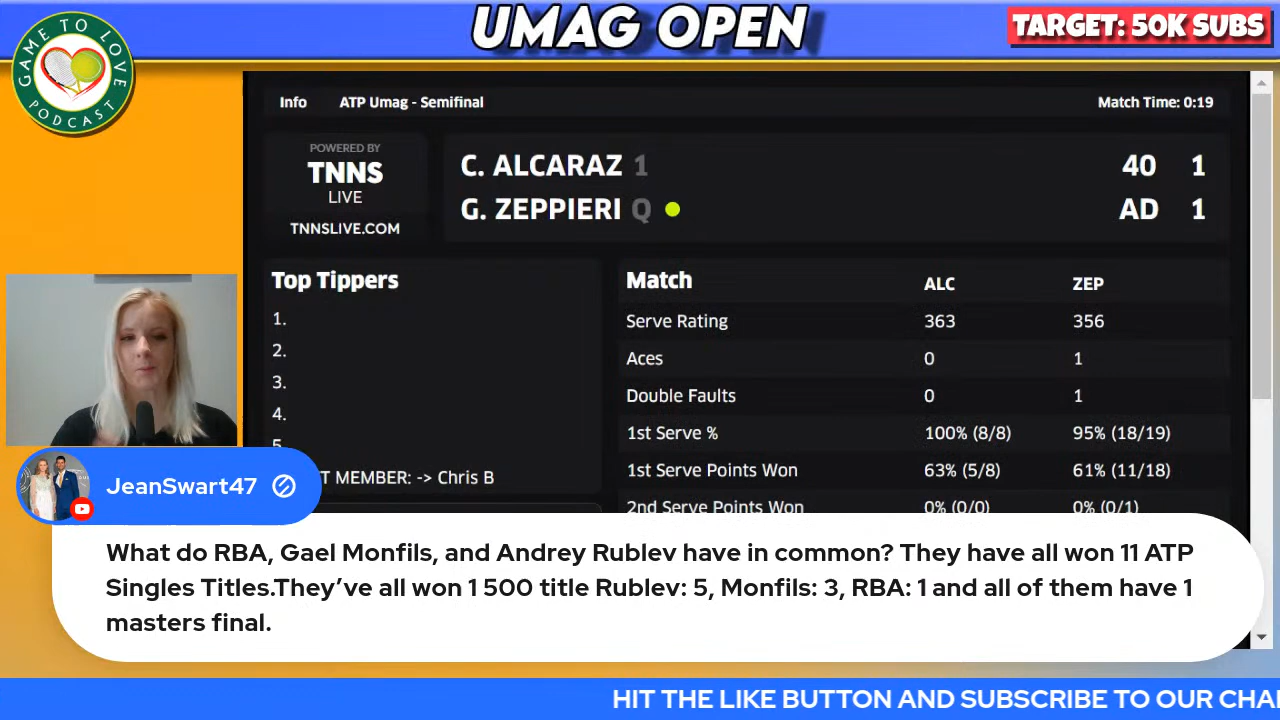 UMAG OPEN
TARGET: 50K SUBS
GAME TO LOVE
PODCAST
Info ATP Umag - Semifinal Match Time: 0:19
POWERED BY
TNNS
LIVE
TNNSLIVE.COM
C. ALCARAZ 1 40 1
G. ZEPPIERI Q AD 1
Top Tippers
1.
2.
3.
4.
5.
T MEMBER: -> Chris B
Match ALC ZEP
Serve Rating 363 356
Aces 0 1
Double Faults 0 1
1st Serve % 100% (8/8) 95% (18/19)
1st Serve Points Won 63% (5/8) 61% (11/18)
2nd Serve Points Won 0% (0/0) 0% (0/1)
JeanSwart47
What do RBA, Gael Monfils, and Andrey Rublev have in common? They have all won 11 ATP
Singles Titles.They’ve all won 1 500 title Rublev: 5, Monfils: 3, RBA: 1 and all of them have 1
masters final.
HIT THE LIKE BUTTON AND SUBSCRIBE TO OUR CHA